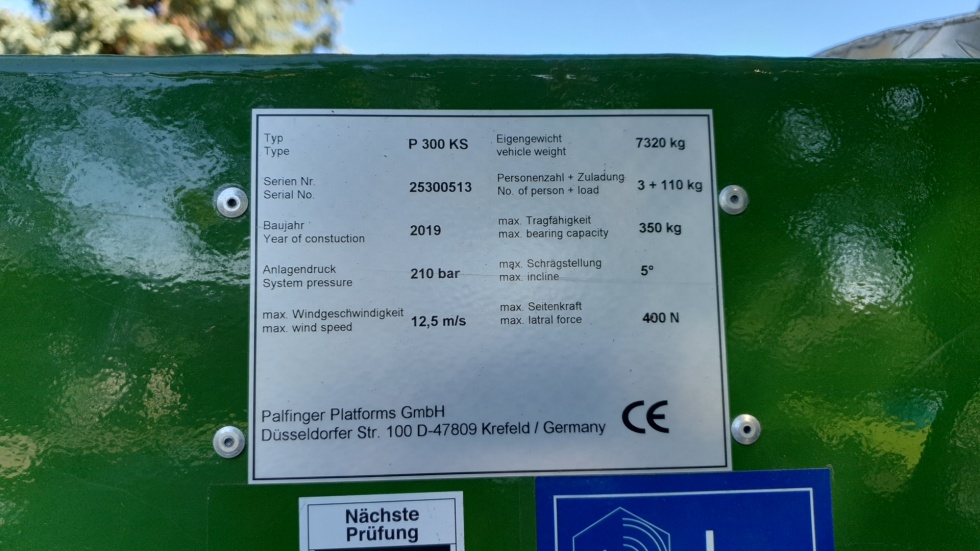 Typ
Type
P 300 KS
Eigengewicht
vehicle weight
7320 kg
Serien Nr.
Serial No.
25300513
Personenzahl + Zuladung
No. of person + load
3 + 110 kg
Baujahr
Year of constuction
2019
max. Tragfähigkeit
max. bearing capacity
350 kg
Anlagendruck
System pressure
210 bar
max. Schrägstellung
max. incline
5°
max. Windgeschwindigkeit
max. wind speed
12,5 m/s
max. Seitenkraft
max. latral force
400 N
Palfinger Platforms GmbH
Düsseldorfer Str. 100 D-47809 Krefeld / Germany
CE
Nächste
Prüfung